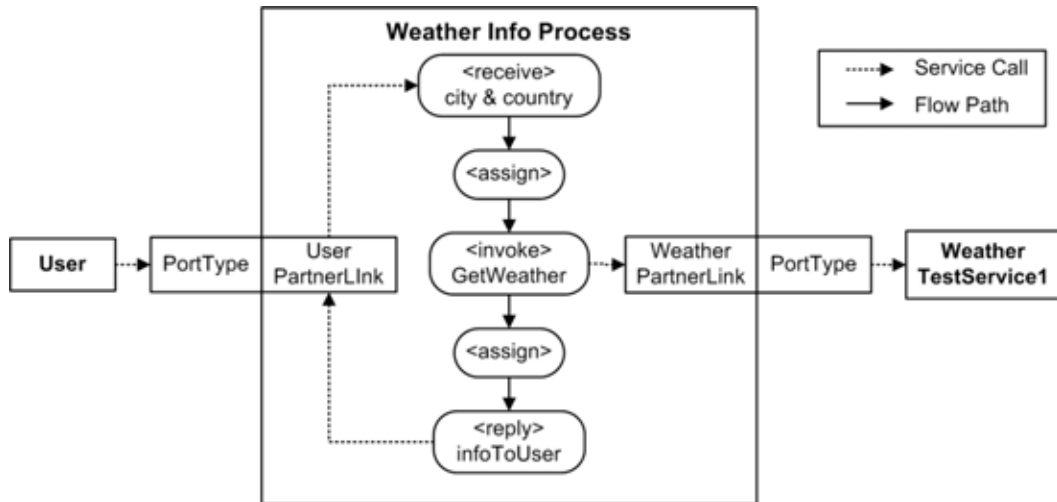 Weather Info Process
<receive>
city & country
Service Call
Flow Path
<assign>
User
PortType
User
PartnerLInk
<invoke>
GetWeather
Weather
PartnerLink
PortType
Weather
TestService1
<assign>
<reply>
infoToUser